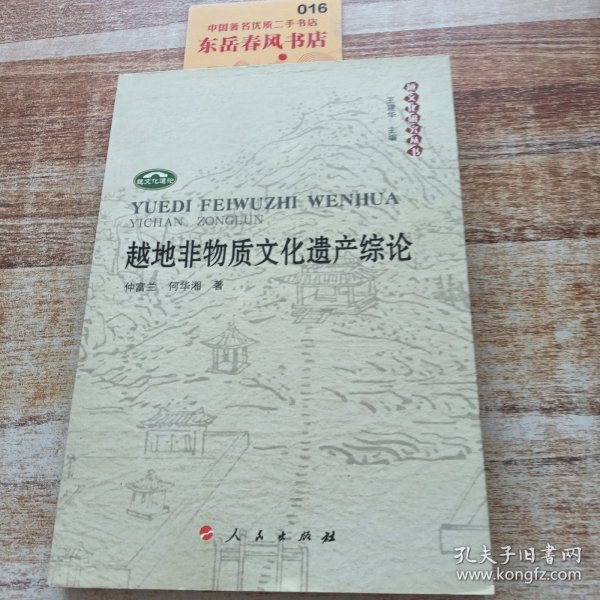 016
中国著名优质二手书店
东岳春风书店
越文化研究丛书
王建华 主编
越文化通论
YUEDI FEIWUZHI WENHUA
YICHAN ZONGLUN
越地非物质文化遗产综论
仲富兰 何华湘 著
人民出版社
孔夫子旧书网
www.kongfz.com